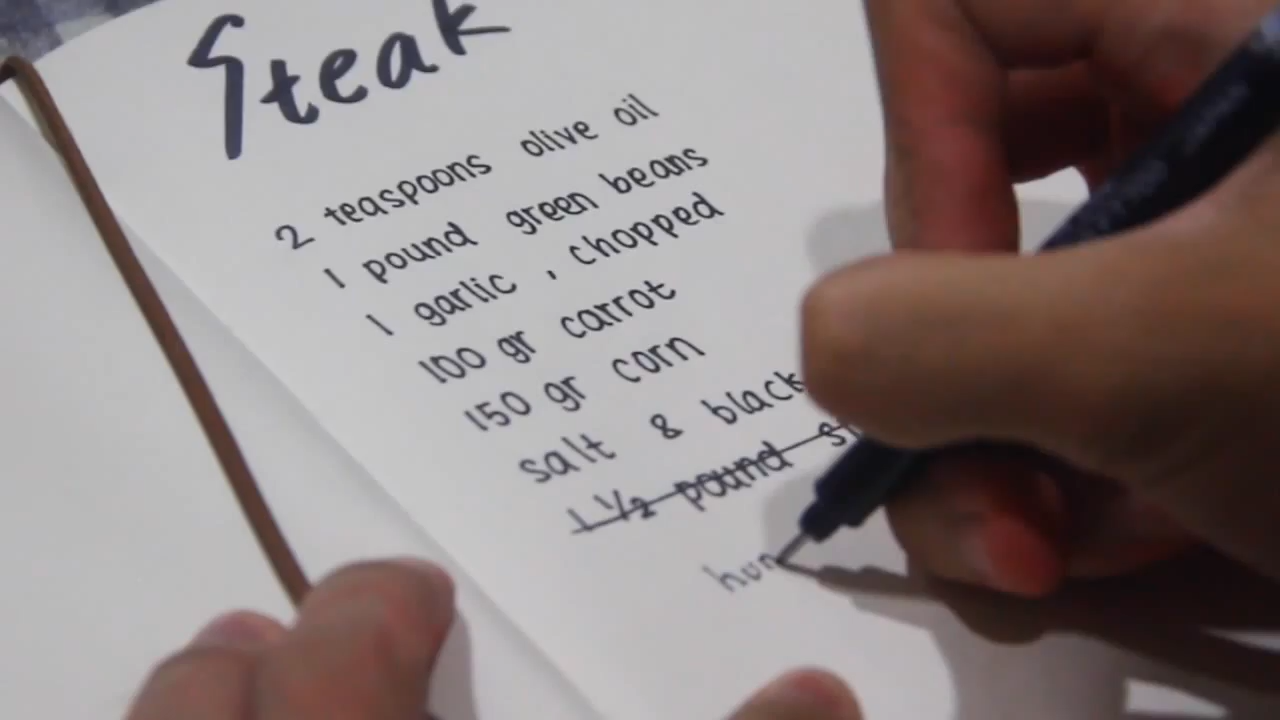 Steak
2 teaspoons olive oil
1 pound green beans
1 garlic, chopped
100 gr carrot
150 gr corn
salt & black
1 1/2 pound
hun